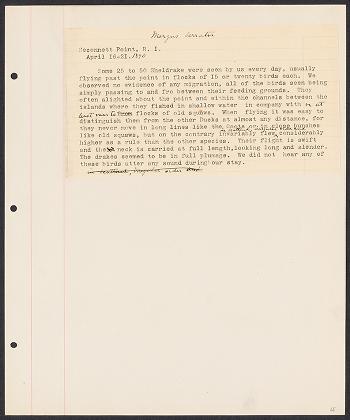 Mergus serrator
Seconnett Point, R. I.
April 16-21, 1890
Some 25 to 50 Sheldrake were seen by us every day, usually
flying past the point in flocks of 15 or twenty birds each. We
observed no evidence of any migration, all the birds seen being
simply passing to and fro between their feeding grounds. They
often alighted about the point and within the channels between the
islands where they fished in shallow water in company with
flocks of old squaws. When flying it was easy to
distinguish them from the other Ducks at almost any distance, for
they never move in long lines like the Coots or in close bunches
like old squaws, but on the contrary invariably flew, considerably
higher as a rule than the other species. Their flight is swift
and the neck is carried at full length, looking long and slender.
The drakes seemed to be in full plumage. We did not hear any of
these birds utter any sound during our stay.